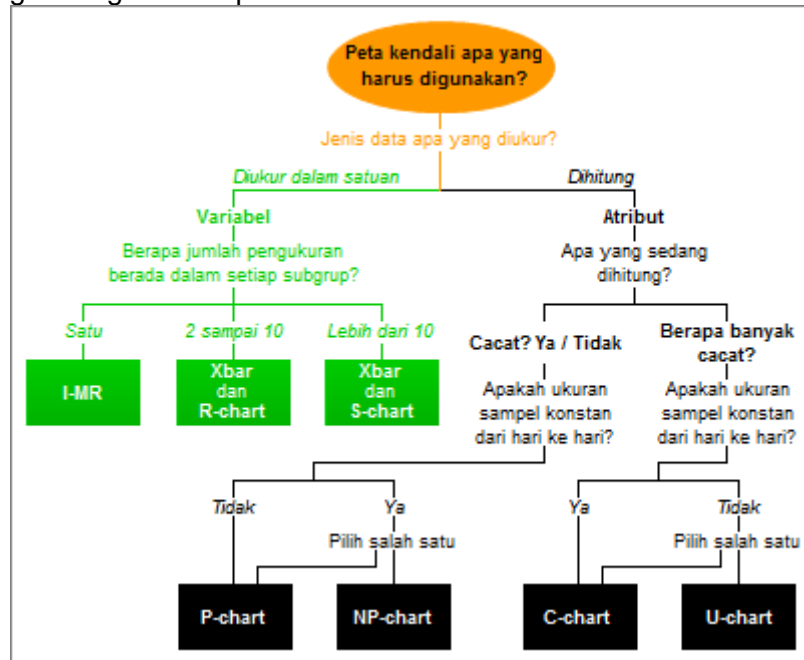 Peta kendali apa yang
harus digunakan?
Jenis data apa yang diukur?
Diukur dalam satuan
Dihitung
Variabel
Atribut
Berapa jumlah pengukuran
berada dalam setiap subgrup?
Apa yang sedang
dihitung?
Satu
2 sampai 10
Lebih dari 10
Cacat? Ya / Tidak
Berapa banyak
cacat?
I-MR
Xbar
dan
R-chart
Xbar
dan
S-chart
Apakah ukuran
sampel konstan
dari hari ke hari?
Apakah ukuran
sampel konstan
dari hari ke hari?
Tidak
Ya
Ya
Tidak
Pilih salah satu
Pilih salah satu
P-chart
NP-chart
C-chart
U-chart